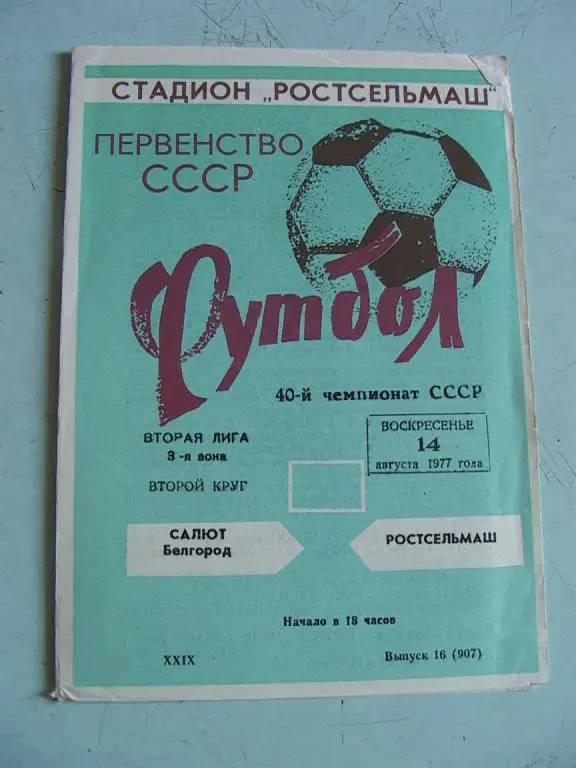 СТАДИОН „РОСТСЕЛЬМАШ"
ПЕРВЕНСТВО
СССР
Футбол
40-й чемпионат СССР
ВТОРАЯ ЛИГА
3-я зона
ВТОРОЙ КРУГ
ВОСКРЕСЕНЬЕ
14
августа 1977 года
САЛЮТ
Белгород
РОСТСЕЛЬМАШ
Начало в 18 часов
XXIX
Выпуск 16 (907)